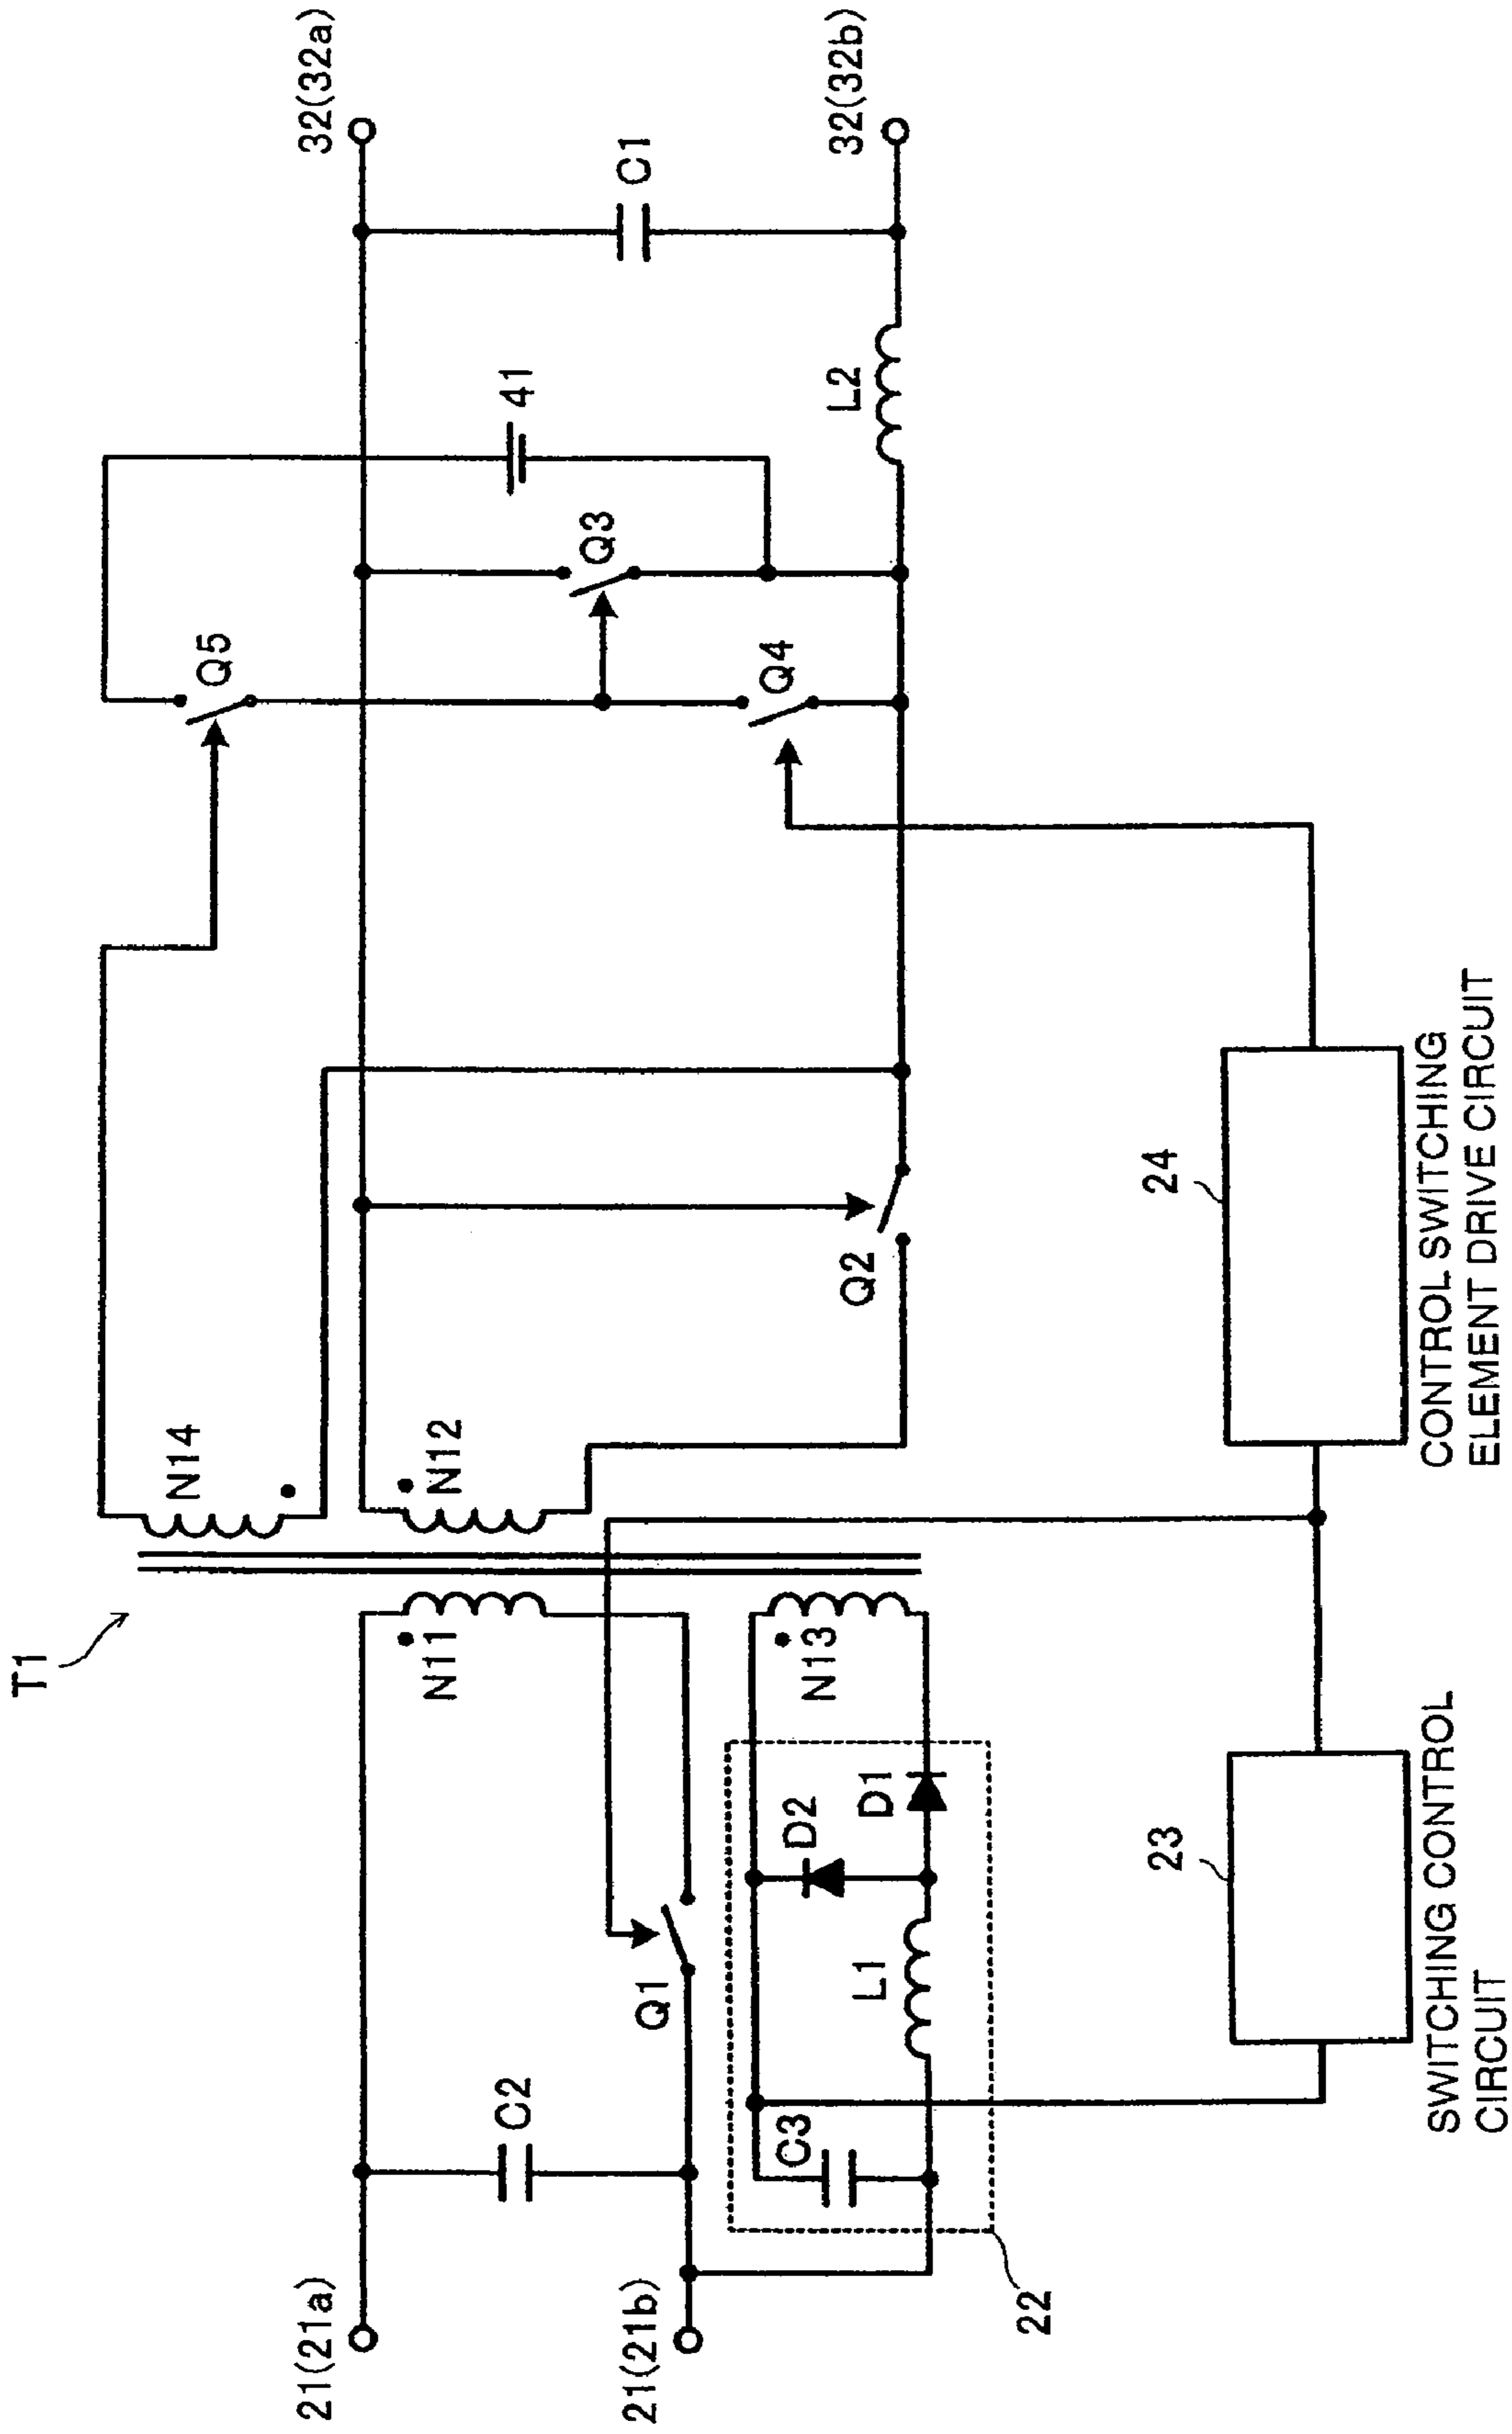 T1
N14
Q5
41
32(32a)
21(21a)
C2
N11
N12
Q3
C1
Q1
Q2
Q4
L2
21(21b)
32(32b)
C3
L1
D2
D1
N13
22
23
24
SWITCHING CONTROL
CIRCUIT
CONTROL SWITCHING
ELEMENT DRIVE CIRCUIT